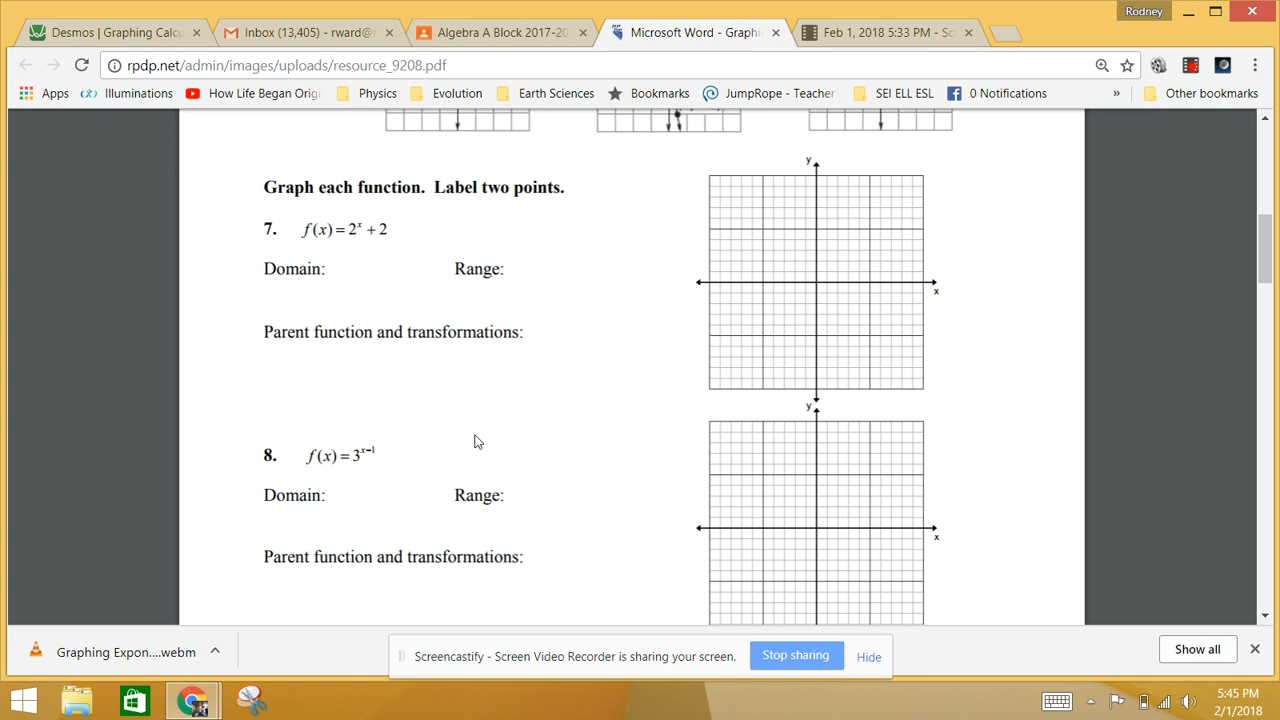 Rodney
Desmos | Graphing Calcu
Inbox (13,405) - rward@
Algebra A Block 2017-20
Microsoft Word - Graphi
Feb 1, 2018 5:33 PM - Sc
rpdp.net/admin/images/uploads/resource_9208.pdf
Apps Illuminations How Life Began Origi Physics Evolution Earth Sciences Bookmarks JumpRope - Teacher SEI ELL ESL 0 Notifications » Other bookmarks
Graph each function. Label two points.
7. f(x) = 2ˣ + 2
Domain: Range:
Parent function and transformations:
y
x
8. f(x) = 3ˣ⁻¹
Domain: Range:
Parent function and transformations:
y
x
Graphing Expon....webm
Screencastify - Screen Video Recorder is sharing your screen. Stop sharing Hide
Show all
5:45 PM
2/1/2018